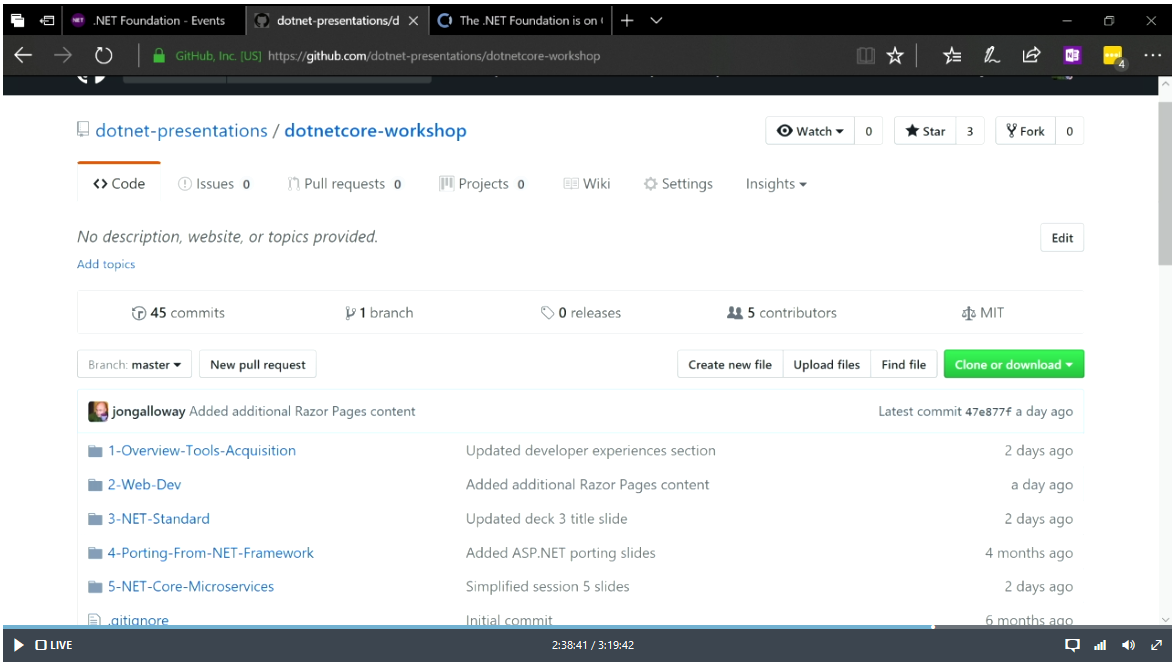 .NET Foundation - Events
dotnet-presentations/d
The .NET Foundation is on
GitHub, Inc. [US] https://github.com/dotnet-presentations/dotnetcore-workshop
4
dotnet-presentations / dotnetcore-workshop
Watch 0 Star 3 Fork 0
Code Issues 0 Pull requests 0 Projects 0 Wiki Settings Insights
No description, website, or topics provided.
Edit
Add topics
45 commits 1 branch 0 releases 5 contributors MIT
Branch: master New pull request Create new file Upload files Find file Clone or download
jongalloway Added additional Razor Pages content Latest commit 47e877f a day ago
1-Overview-Tools-Acquisition Updated developer experiences section 2 days ago
2-Web-Dev Added additional Razor Pages content a day ago
3-NET-Standard Updated deck 3 title slide 2 days ago
4-Porting-From-NET-Framework Added ASP.NET porting slides 4 months ago
5-NET-Core-Microservices Simplified session 5 slides 2 days ago
.gitignore Initial commit 6 months ago
LIVE 2:38:41 / 3:19:42